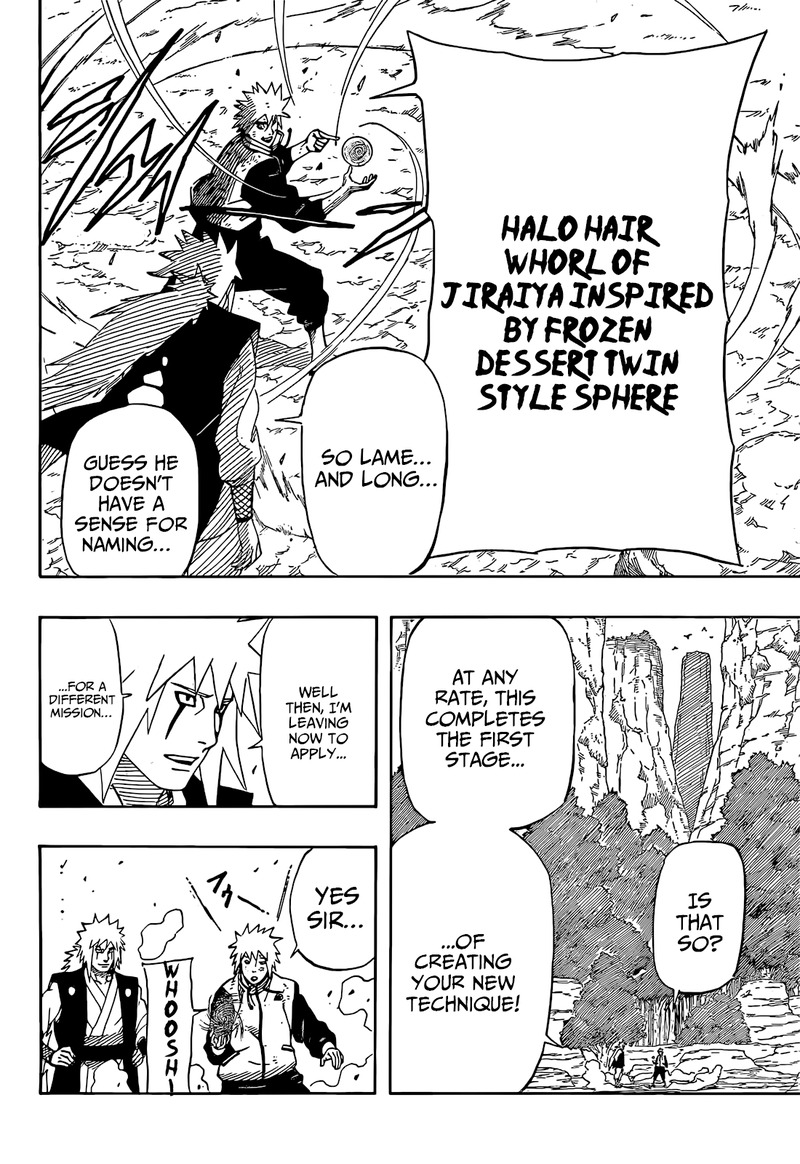 HALO HAIR
WHORL OF
JIRAIYA INSPIRED
BY FROZEN
DESSERT TWIN
STYLE SPHERE
SO LAME...
AND LONG...
GUESS HE
DOESN'T
HAVE A
SENSE FOR
NAMING...
AT ANY
RATE, THIS
COMPLETES
THE FIRST
STAGE...
IS
THAT
SO?
...OF
CREATING
YOUR NEW
TECHNIQUE!
WELL
THEN, I'M
LEAVING
NOW TO
APPLY...
...FOR A
DIFFERENT
MISSION...
YES
SIR...
WHOOSH